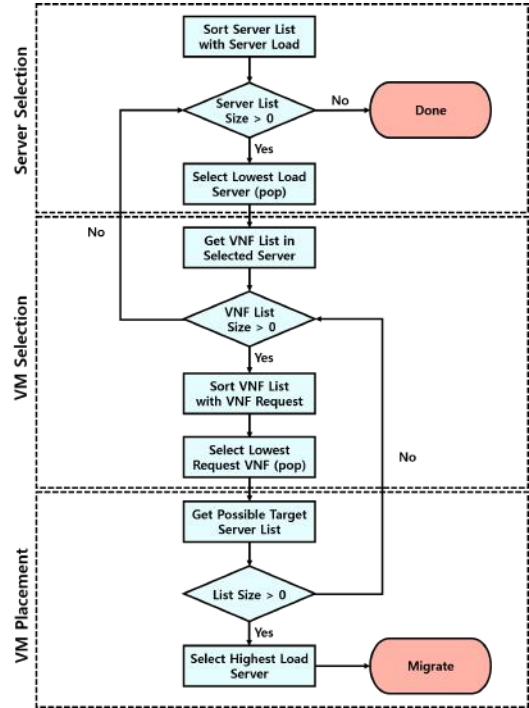 Server Selection
Sort Server List
with Server Load
Server List
Size > 0
No
Done
Yes
Select Lowest Load
Server (pop)
VM Selection
No
Get VNF List in
Selected Server
VNF List
Size > 0
Yes
Sort VNF List
with VNF Request
Select Lowest
Request VNF (pop)
No
VM Placement
Get Possible Target
Server List
List Size > 0
Yes
Select Highest Load
Server
Migrate